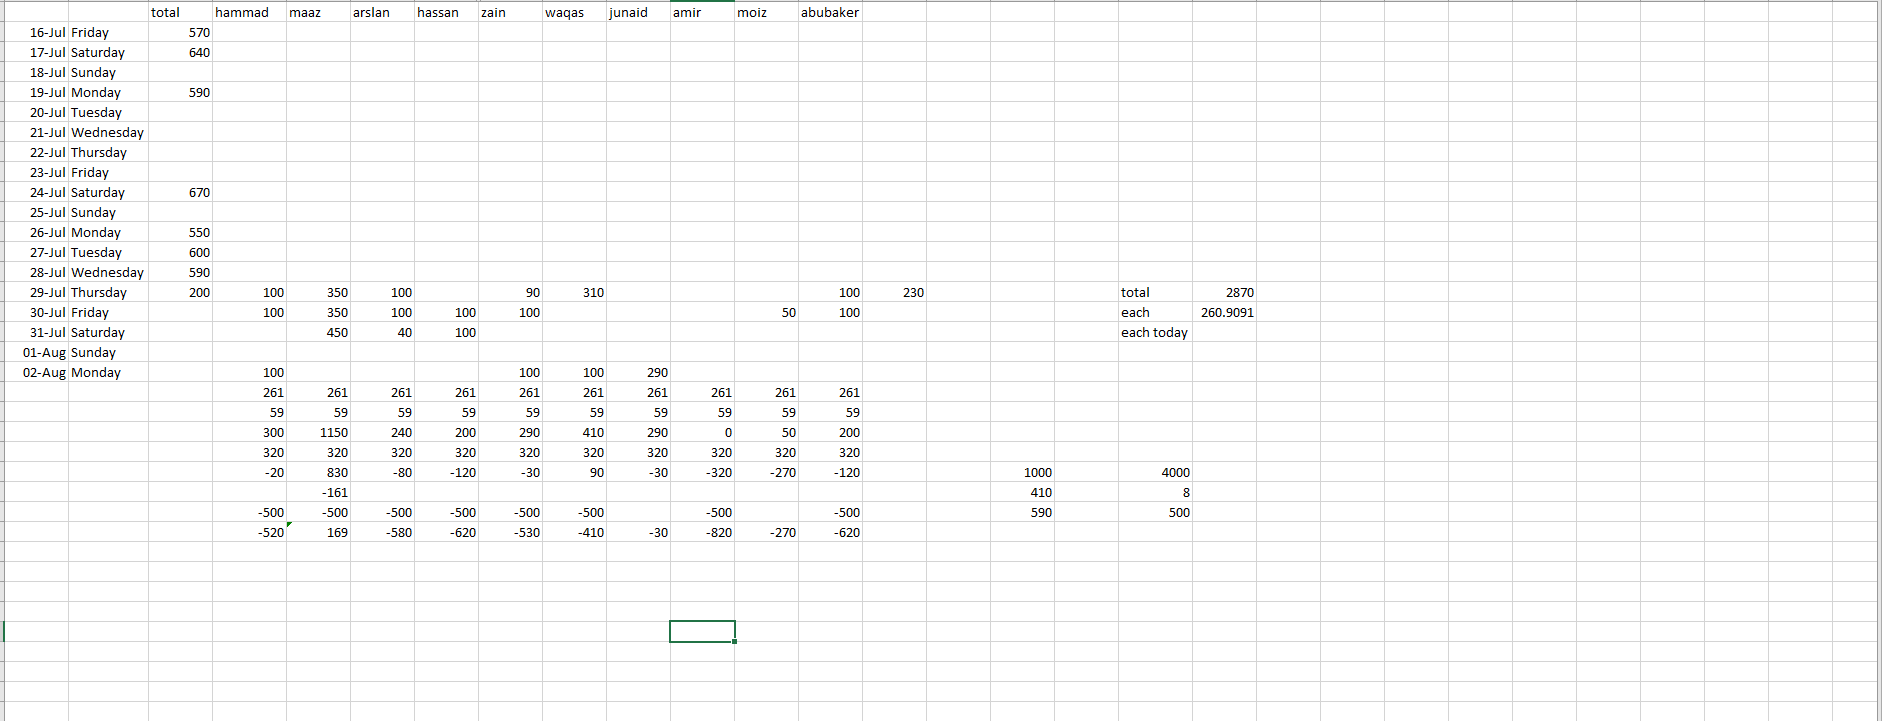 total hammad maaz arslan hassan zain waqas junaid amir moiz abubaker
16-Jul Friday 570
17-Jul Saturday 640
18-Jul Sunday
19-Jul Monday 590
20-Jul Tuesday
21-Jul Wednesday
22-Jul Thursday
23-Jul Friday
24-Jul Saturday 670
25-Jul Sunday
26-Jul Monday 550
27-Jul Tuesday 600
28-Jul Wednesday 590
29-Jul Thursday 200 100 350 100 90 310 100 230 total 2870
30-Jul Friday 100 350 100 100 100 50 100 each 260.9091
31-Jul Saturday 450 40 100 each today
01-Aug Sunday
02-Aug Monday 100 100 100 290
261 261 261 261 261 261 261 261 261 261
59 59 59 59 59 59 59 59 59 59
300 1150 240 200 290 410 290 0 50 200
320 320 320 320 320 320 320 320 320 320
-20 830 -80 -120 -30 90 -30 -320 -270 -120 1000 4000
-161 410 8
-500 -500 -500 -500 -500 -500 -500 -500 590 500
-520 169 -580 -620 -530 -410 -30 -820 -270 -620